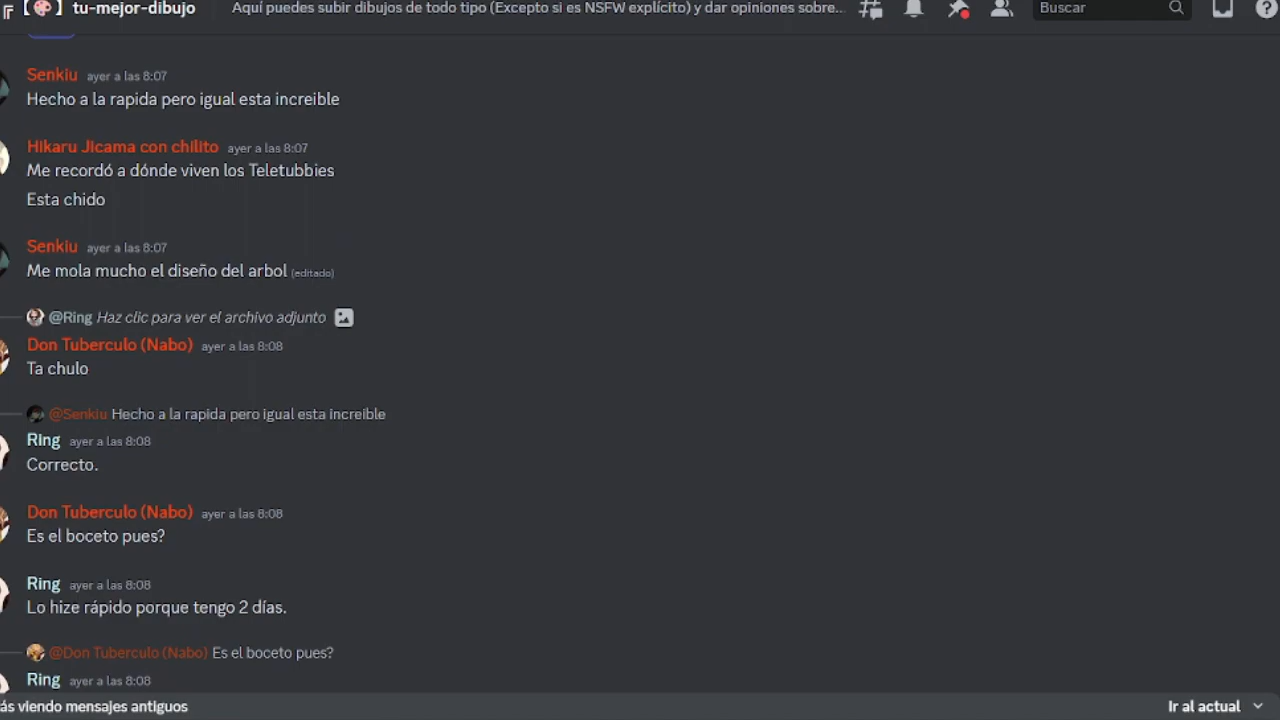 【🎨】 tu-mejor-dibujo
Aquí puedes subir dibujos de todo tipo (Excepto si es NSFW explícito) y dar opiniones sobre...
Buscar
Senkiu ayer a las 8:07
Hecho a la rapida pero igual esta increible
Hikaru JIcama con chilito ayer a las 8:07
Me recordó a dónde viven los Teletubbies
Esta chido
Senkiu ayer a las 8:07
Me mola mucho el diseño del arbol (editado)
@Ring Haz clic para ver el archivo adjunto
Don Tuberculo (Nabo) ayer a las 8:08
Ta chulo
@Senkiu Hecho a la rapida pero igual esta increible
Ring ayer a las 8:08
Correcto.
Don Tuberculo (Nabo) ayer a las 8:08
Es el boceto pues?
Ring ayer a las 8:08
Lo hize rápido porque tengo 2 días.
@Don Tuberculo (Nabo) Es el boceto pues?
Ring ayer a las 8:08
ás viendo mensajes antiguos
Ir al actual